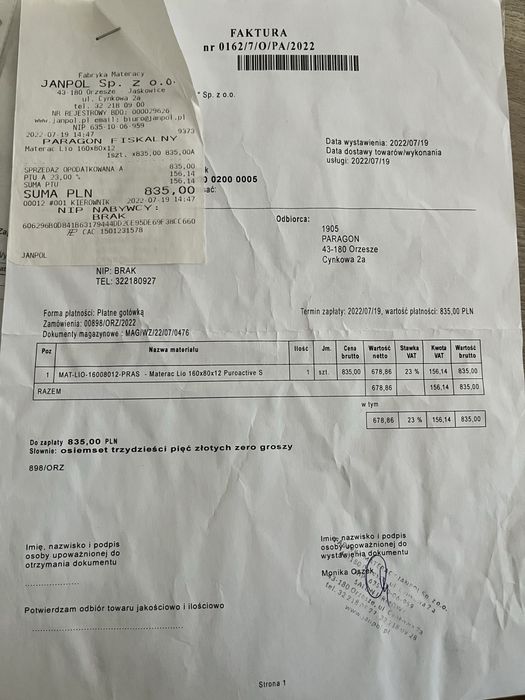 FAKTURA
nr 0162/7/O/PA/2022
Fabryka Materacy
JANPOL Sp. z o.o.
43-180 Orzesze, Jaśkowice
ul. Cynkowa 2a
tel. 32 218 09 00
NR REJESTROWY BDO: 000029626
www.janpol.pl email: biuro@janpol.pl
NIP 635-10-06-959
2022-07-19 14:47 9373
PARAGON FISKALNY
Materac Lio 160x80x12
1szt. x835,00 835,00A
SPRZEDAŻ OPODATKOWANA A 835,00
PTU A 23,00 % 156,14
SUMA PTU 156,14
SUMA PLN 835,00
00012 #001 KIEROWNIK 2022-07-19 14:47
NIP NABYWCY:
BRAK
CAC 1501231578
JANPOL
Sp. z o.o.
Data wystawienia: 2022/07/19
Data dostawy towarów/wykonania
usługi: 2022/07/19
0200 0005
Odbiorca:
1905
PARAGON
43-180 Orzesze
Cynkowa 2a
NIP: BRAK
TEL: 322180927
Forma płatności: Płatne gotówką
Termin zapłaty: 2022/07/19, wartość płatności: 835,00 PLN
Zamówienia: 00898/ORZ/2022
Dokumenty magazynowe : MAG/WZ/22/07/0476
Poz Nazwa materiału Ilość Jm. Cena brutto Wartość netto Stawka VAT Kwota VAT Wartość brutto
1 MAT-LIO-16008012-PRAS - Materac Lio 160x80x12 Puroactive S 1 szt. 835,00 678,86 23 % 156,14 835,00
RAZEM 678,86 156,14 835,00
w tym
678,86 23 % 156,14 835,00
Do zapłaty 835,00 PLN
Słownie: osiemset trzydzieści pięć złotych zero groszy
898/ORZ
Imię, nazwisko i podpis
osoby upoważnionej do
otrzymania dokumentu
Imię, nazwisko i podpis
osoby upoważnionej do
wystawienia dokumentu
Monika Oszek
Potwierdzam odbiór towaru jakościowo i ilościowo
Strona 1